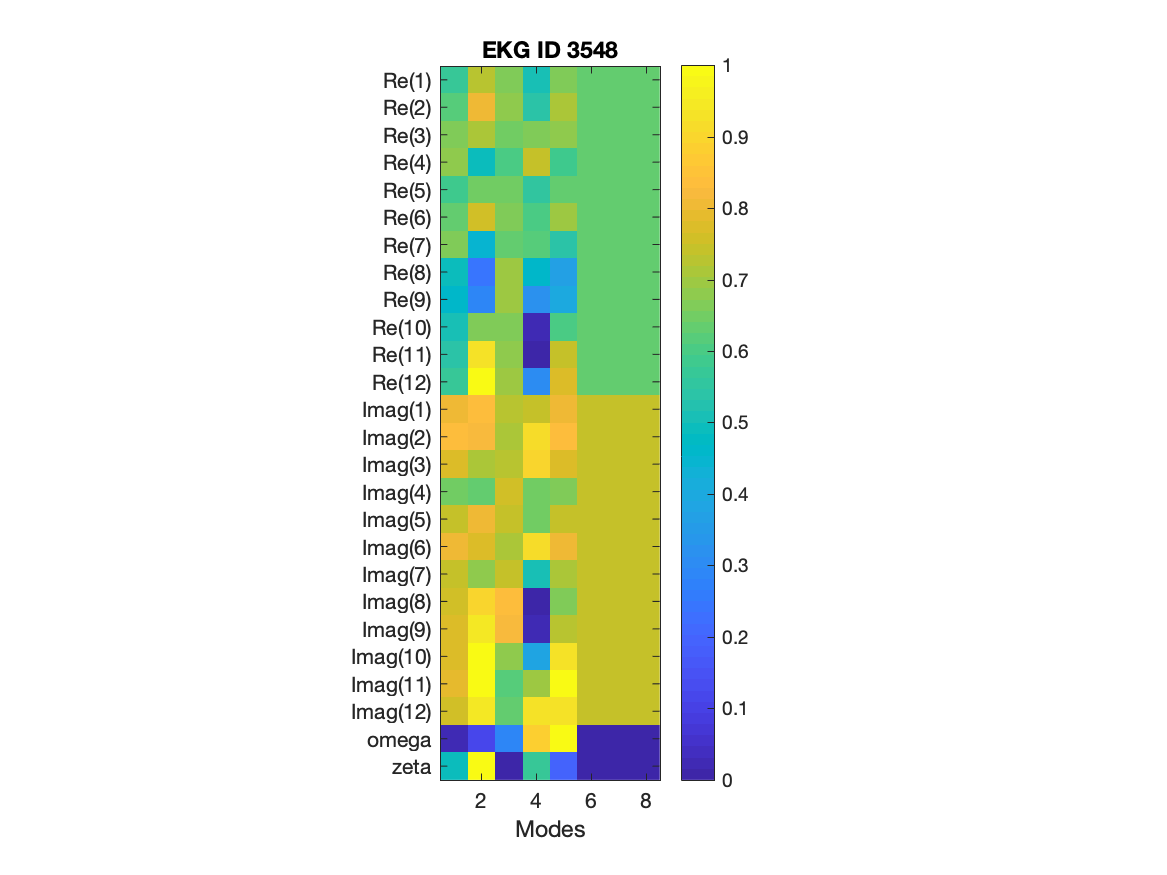 EKG ID 3548
Re(1)
Re(2)
Re(3)
Re(4)
Re(5)
Re(6)
Re(7)
Re(8)
Re(9)
Re(10)
Re(11)
Re(12)
Imag(1)
Imag(2)
Imag(3)
Imag(4)
Imag(5)
Imag(6)
Imag(7)
Imag(8)
Imag(9)
Imag(10)
Imag(11)
Imag(12)
omega
zeta
2 4 6 8
Modes
1
0.9
0.8
0.7
0.6
0.5
0.4
0.3
0.2
0.1
0